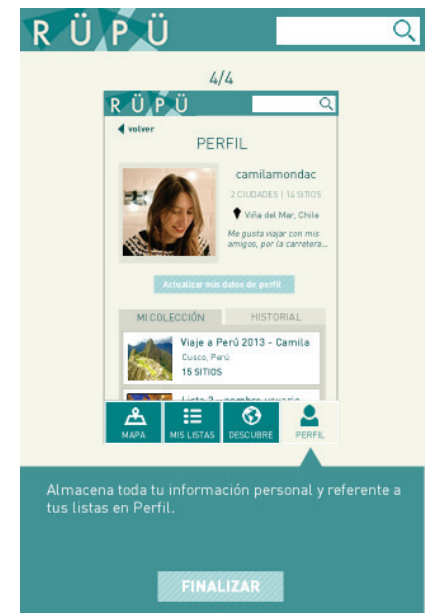 RÜPÜ
4/4
RÜPÜ
volver
PERFIL
camilamondac
2 CIUDADES | 14 SITIOS
Viña del Mar, Chile
Me gusta viajar con mis
amigos, por la carretera...
Actualizar mis datos de perfil
MI COLECCIÓN HISTORIAL
Viaje a Perú 2013 - Camila
Cusco, Perú
15 SITIOS
MAPA MIS LISTAS DESCUBRE PERFIL
Almacena toda tu información personal y referente a
tus listas en Perfil.
FINALIZAR